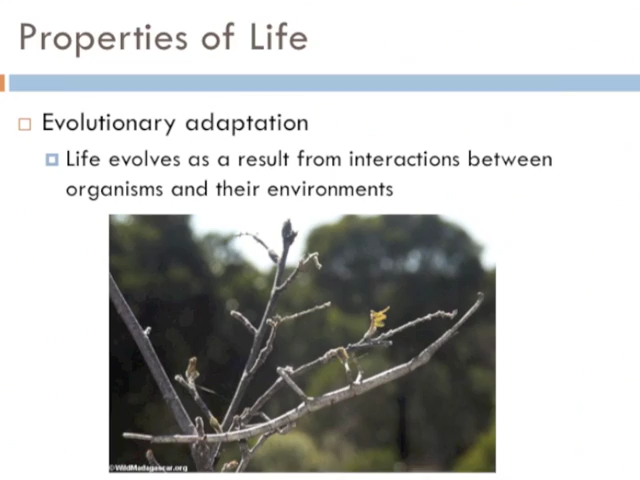 Properties of Life
Evolutionary adaptation
Life evolves as a result from interactions between
organisms and their environments
©WildMadagascar.org